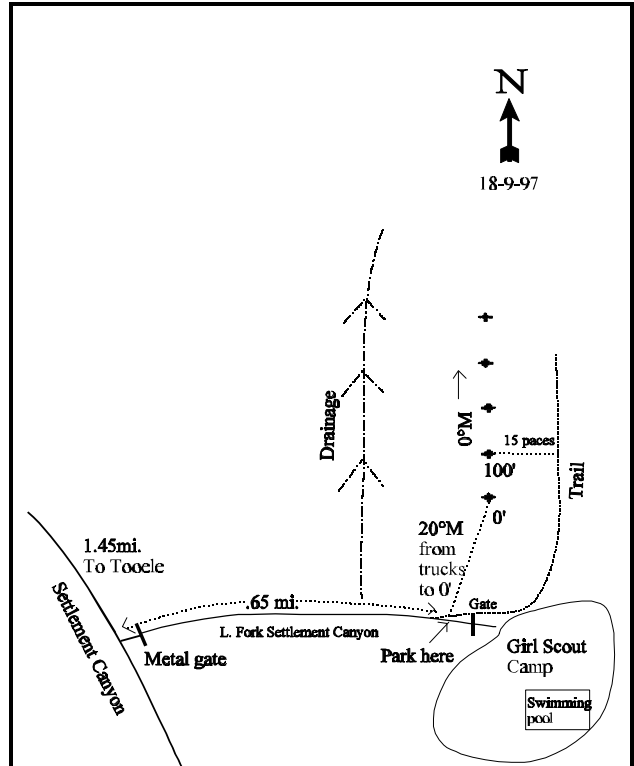 N
18-9-97
Drainage
0°M
15 paces
100'
Trail
0'
20°M
from
trucks
to 0'
1.45mi.
To Tooele
.65 mi.
Gate
L. Fork Settlement Canyon
Settlement Canyon
Metal gate
Park here
Girl Scout
Camp
Swimming
pool